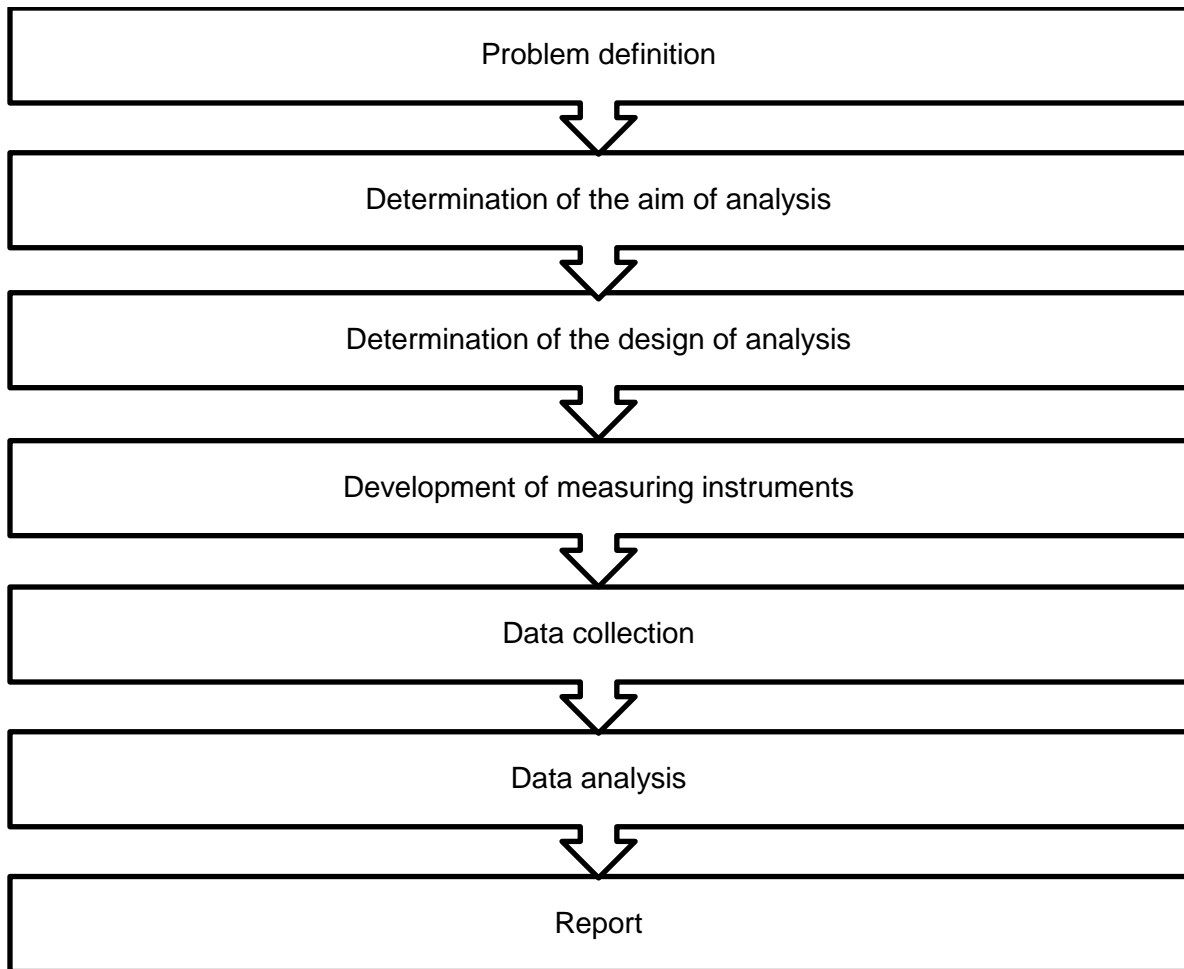 Problem definition
Determination of the aim of analysis
Determination of the design of analysis
Development of measuring instruments
Data collection
Data analysis
Report